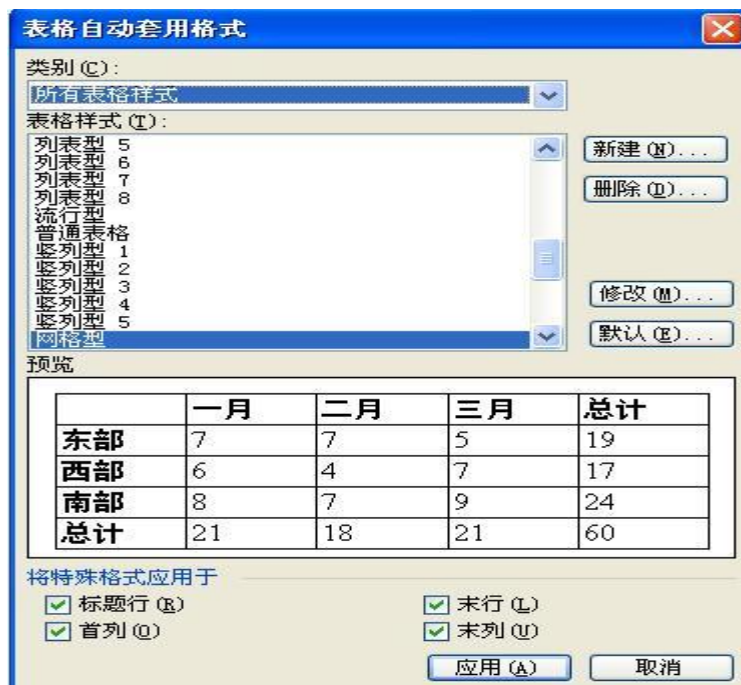 表格自动套用格式
类别(C):
所有表格样式
表格样式(T):
列表型 5
列表型 6
列表型 7
列表型 8
流行型
普通表格
竖列型 1
竖列型 2
竖列型 3
竖列型 4
竖列型 5
网格型
新建(N)...
删除(D)...
修改(M)...
默认(E)...
预览
一月 二月 三月 总计
东部 7 7 5 19
西部 6 4 7 17
南部 8 7 9 24
总计 21 18 21 60
将特殊格式应用于
标题行(R) 末行(L)
首列(O) 末列(U)
应用(A) 取消